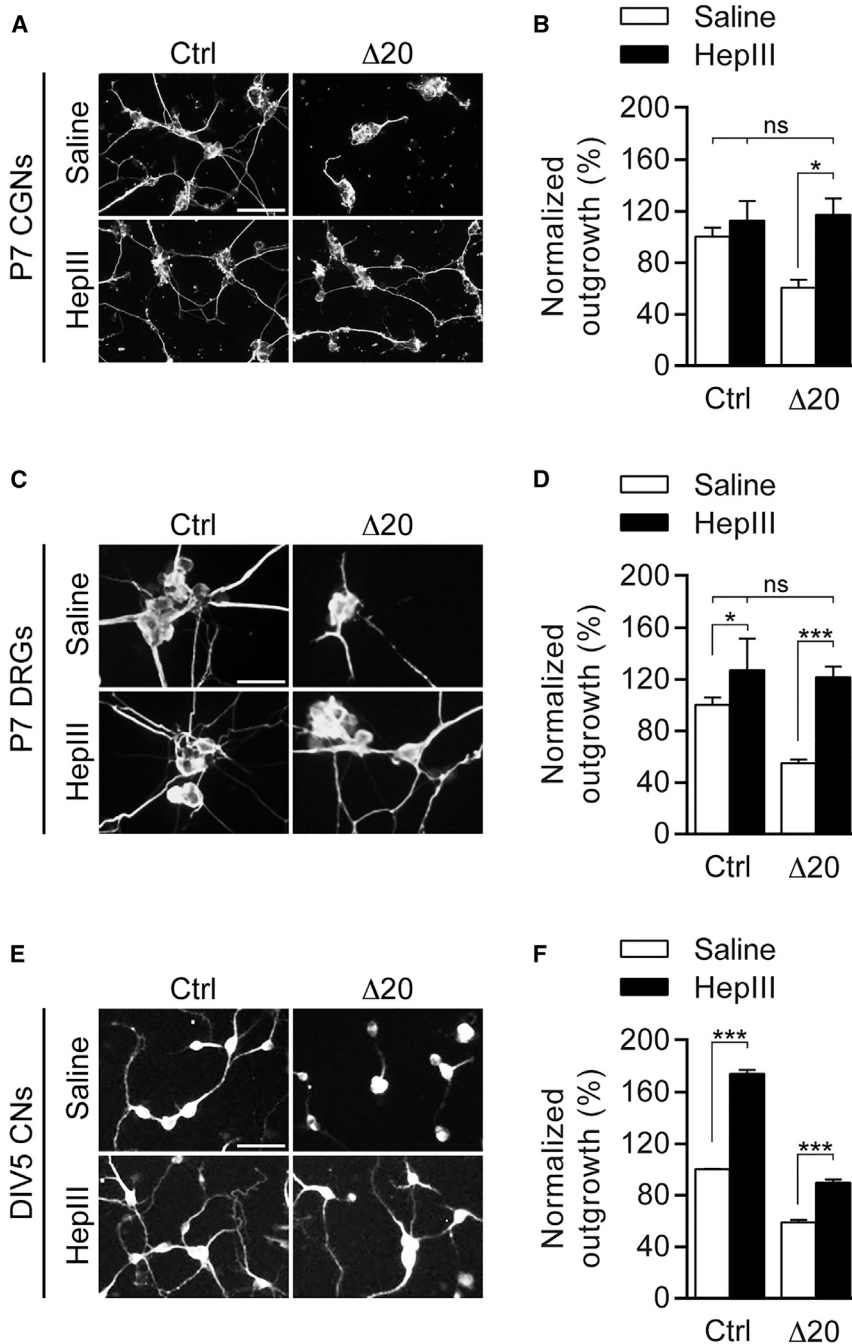 A
Ctrl
Δ20
P7 CGNs
Saline
HepIII
B
Saline
HepIII
Normalized
outgrowth (%)
200
160
120
80
40
0
ns
*
Ctrl
Δ20
C
Ctrl
Δ20
P7 DRGs
Saline
HepIII
D
Saline
HepIII
Normalized
outgrowth (%)
200
160
120
80
40
0
ns
*
***
Ctrl
Δ20
E
Ctrl
Δ20
DIV5 CNs
Saline
HepIII
F
Saline
HepIII
Normalized
outgrowth (%)
200
160
120
80
40
0
***
***
Ctrl
Δ20